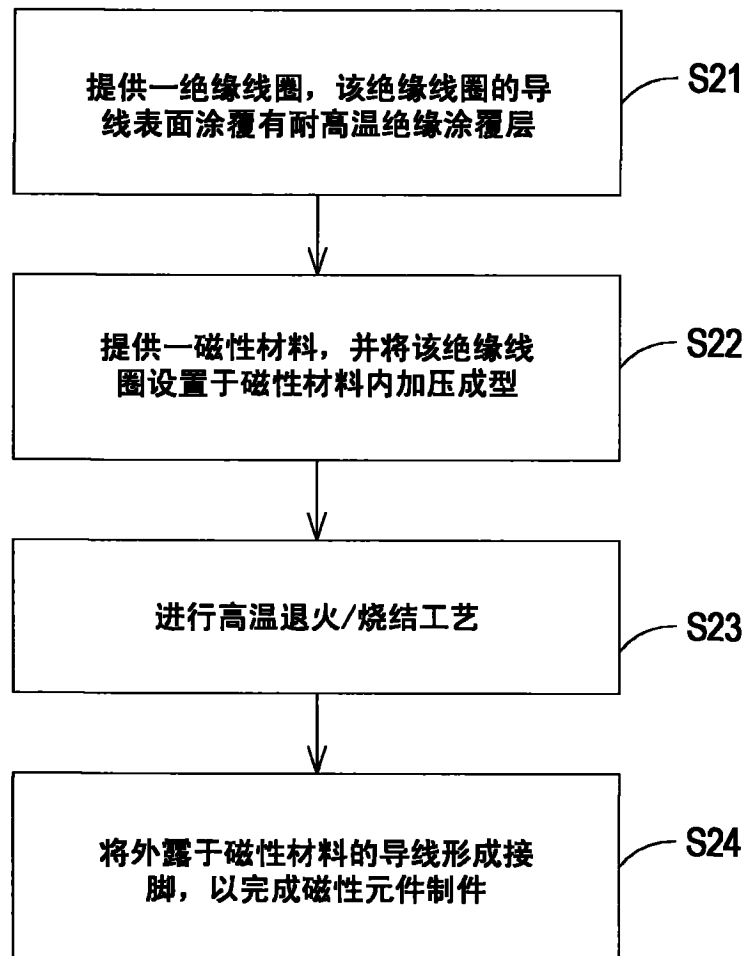 提供一绝缘线圈，该绝缘线圈的导
线表面涂覆有耐高温绝缘涂覆层
S21
提供一磁性材料，并将该绝缘线
圈设置于磁性材料内加压成型
S22
进行高温退火/烧结工艺
S23
将外露于磁性材料的导线形成接
脚，以完成磁性元件制件
S24